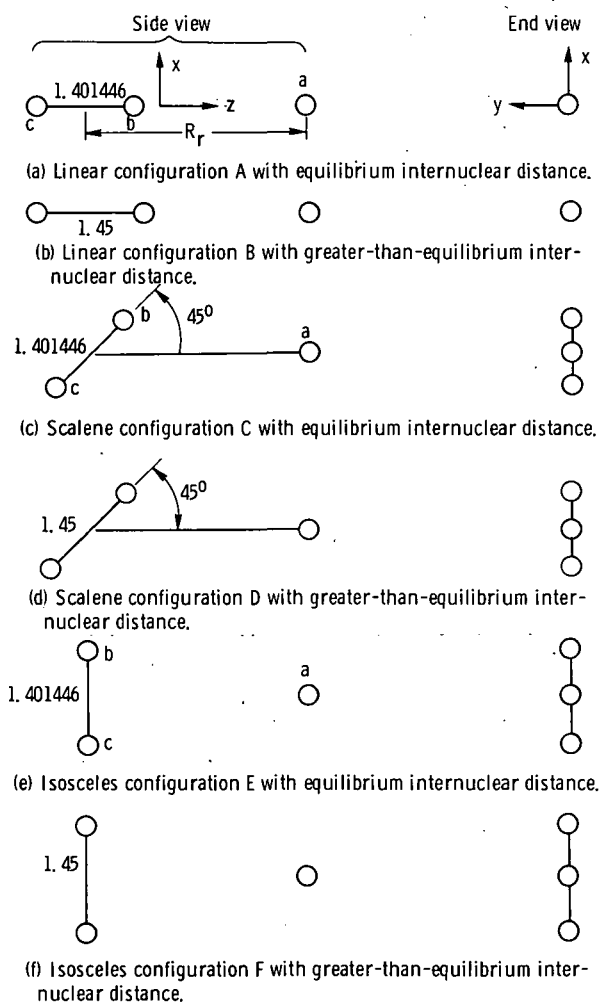 Side view
End view
x
a
x
1. 401446
z
y
c
b
R_r
(a) Linear configuration A with equilibrium internuclear distance.
1. 45
(b) Linear configuration B with greater-than-equilibrium inter-
nuclear distance.
b
45⁰
a
1. 401446
c
(c) Scalene configuration C with equilibrium internuclear distance.
45⁰
1. 45
(d) Scalene configuration D with greater-than-equilibrium inter-
nuclear distance.
b
a
1. 401446
c
(e) Isosceles configuration E with equilibrium internuclear distance.
1. 45
(f) Isosceles configuration F with greater-than-equilibrium inter-
nuclear distance.